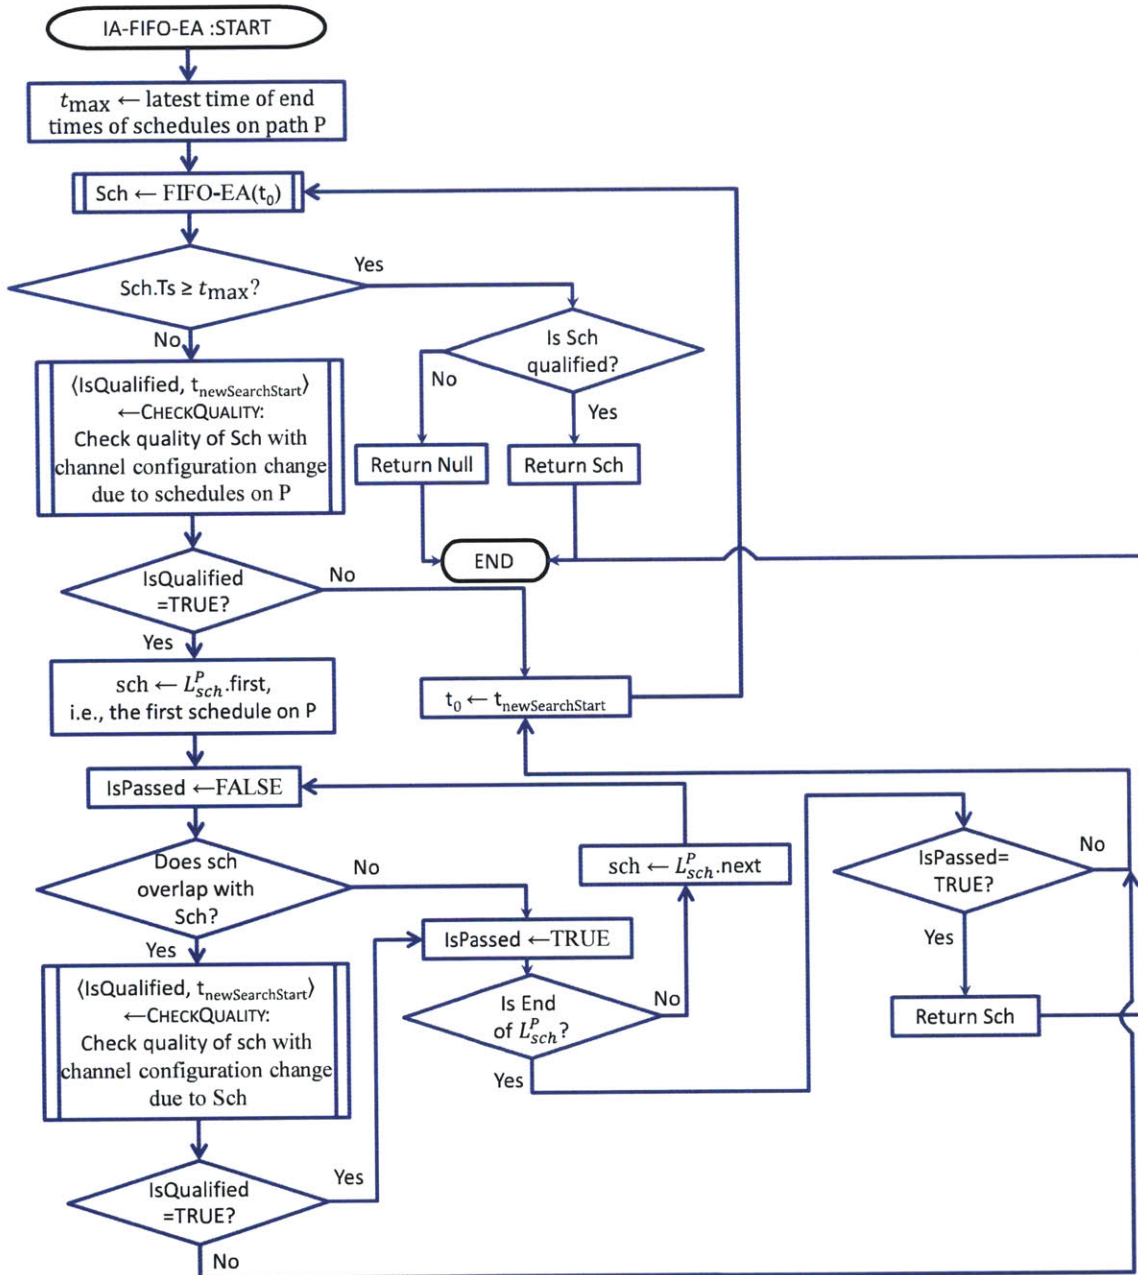 IA-FIFO-EA :START
t_max ← latest time of end
times of schedules on path P
Sch ← FIFO-EA(t_0)
Sch.Ts ≥ t_max?
Yes
No
Is Sch
qualified?
No
Yes
Return Null
Return Sch
END
⟨IsQualified, t_newSearchStart⟩
←CHECKQUALITY:
Check quality of Sch with
channel configuration change
due to schedules on P
IsQualified
=TRUE?
No
Yes
sch ← L^P_sch.first,
i.e., the first schedule on P
t_0 ← t_newSearchStart
IsPassed ←FALSE
Does sch
overlap with
Sch?
No
Yes
sch ← L^P_sch.next
IsPassed=
TRUE?
No
Yes
Return Sch
IsPassed ←TRUE
Is End
of L^P_sch?
No
Yes
⟨IsQualified, t_newSearchStart⟩
←CHECKQUALITY:
Check quality of sch with
channel configuration change
due to Sch
IsQualified
=TRUE?
Yes
No